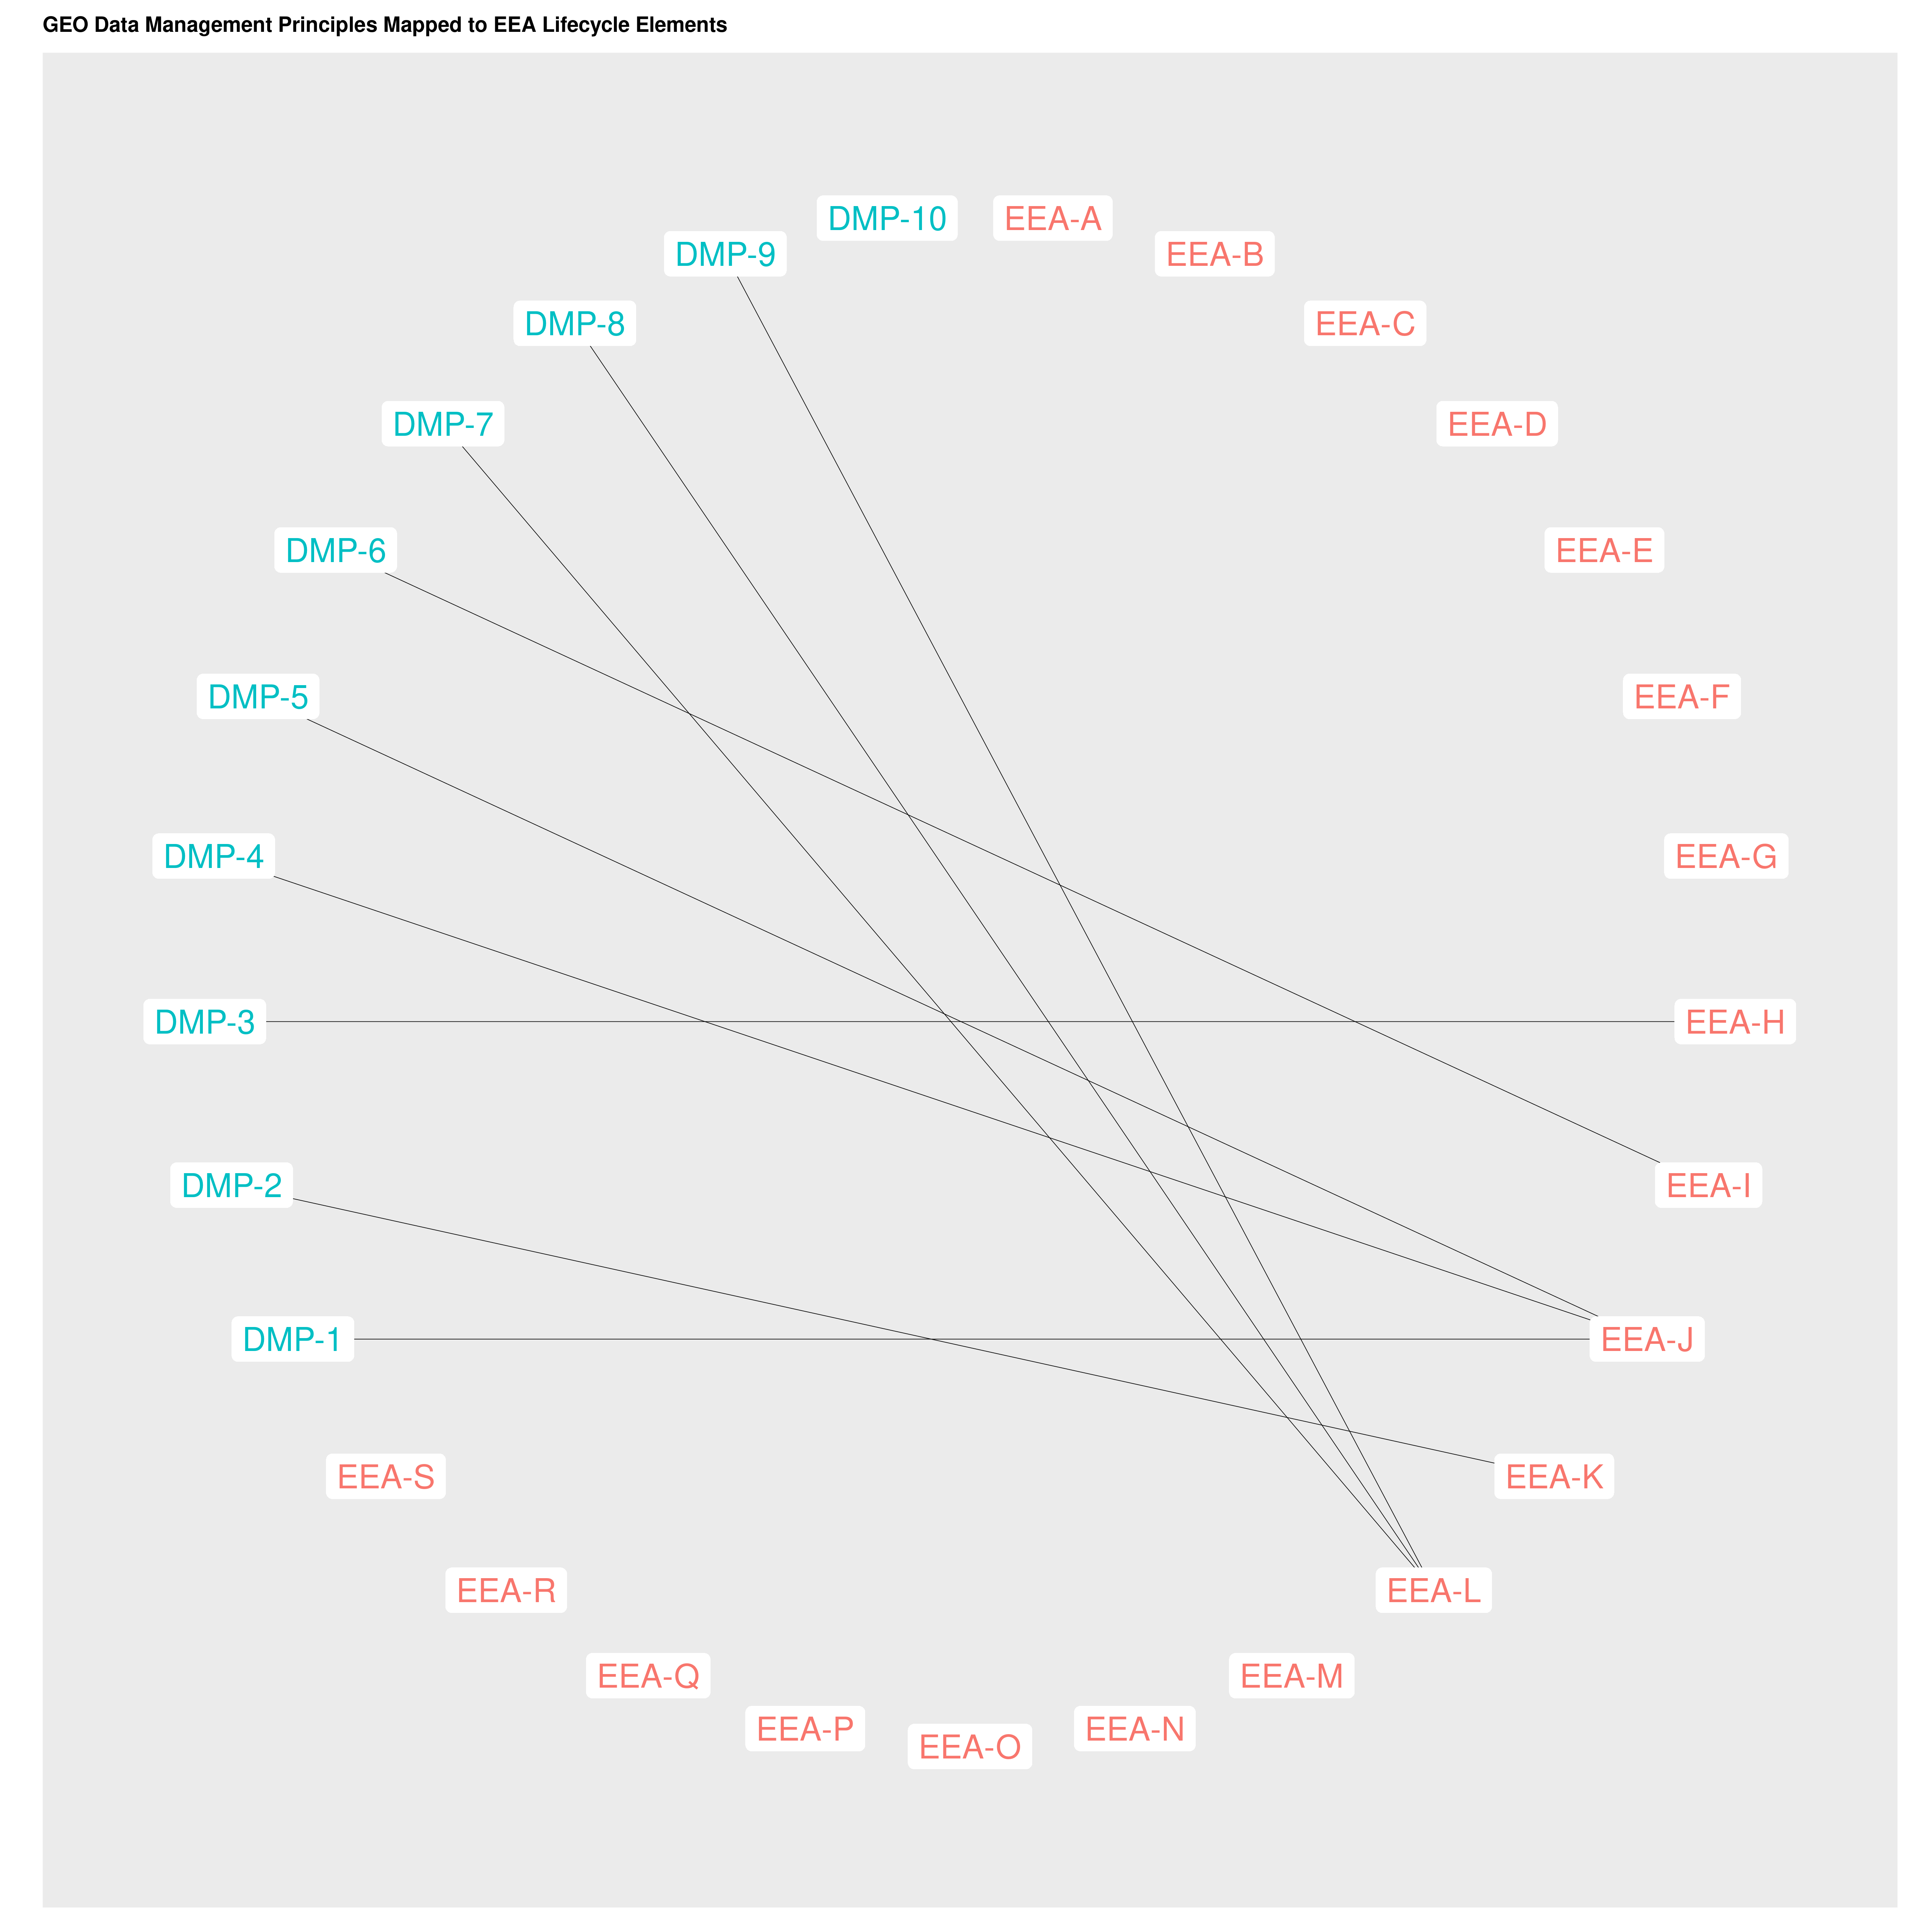 GEO Data Management Principles Mapped to EEA Lifecycle Elements
DMP-10
EEA-A
DMP-9
EEA-B
DMP-8
EEA-C
DMP-7
EEA-D
DMP-6
EEA-E
DMP-5
EEA-F
DMP-4
EEA-G
DMP-3
EEA-H
DMP-2
EEA-I
DMP-1
EEA-J
EEA-S
EEA-K
EEA-R
EEA-L
EEA-Q
EEA-M
EEA-P
EEA-N
EEA-O